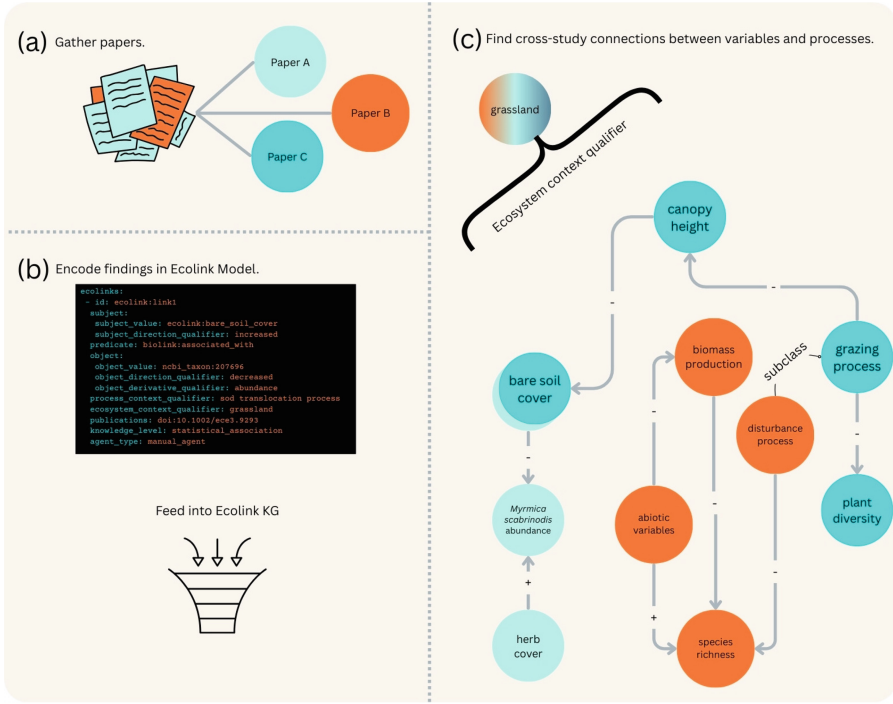 (a) Gather papers.
Paper A
Paper B
Paper C
(b) Encode findings in Ecolink Model.
ecolinks:
- id: ecolink:link1
subject:
subject_value: ecolink:bare_soil_cover
subject_direction_qualifier: increased
predicate: biolink:associated_with
object:
object_value: ncbi_taxon:207696
object_direction_qualifier: decreased
object_derivative_qualifier: abundance
process_context_qualifier: sod translocation process
ecosystem_context_qualifier: grassland
publications: doi:10.1002/ece3.9293
knowledge_level: statistical_association
agent_type: manual_agent
Feed into Ecolink KG
(c) Find cross-study connections between variables and processes.
grassland
Ecosystem context qualifier
canopy
height
-
-
biomass
production
grazing
process
subclass
bare soil
cover
disturbance
process
-
-
-
-
Myrmica
scabrinodis
abundance
abiotic
variables
plant
diversity
-
+
+
herb
cover
species
richness